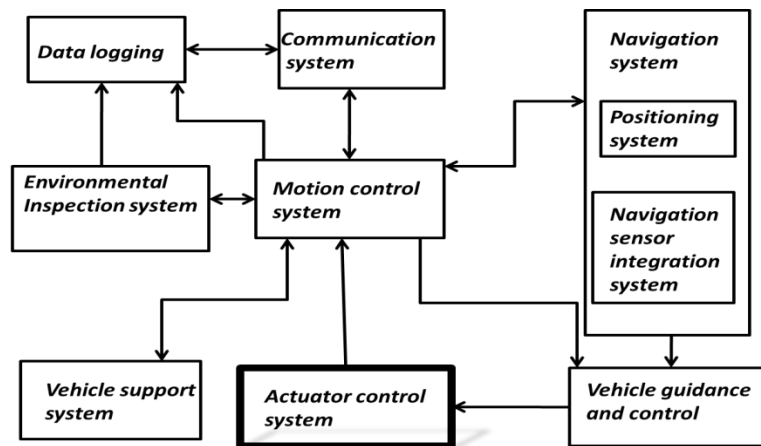 Data logging
Communication
system
Navigation
system
Positioning
system
Environmental
Inspection system
Motion control
system
Navigation
sensor
integration
system
Vehicle support
system
Actuator control
system
Vehicle guidance
and control